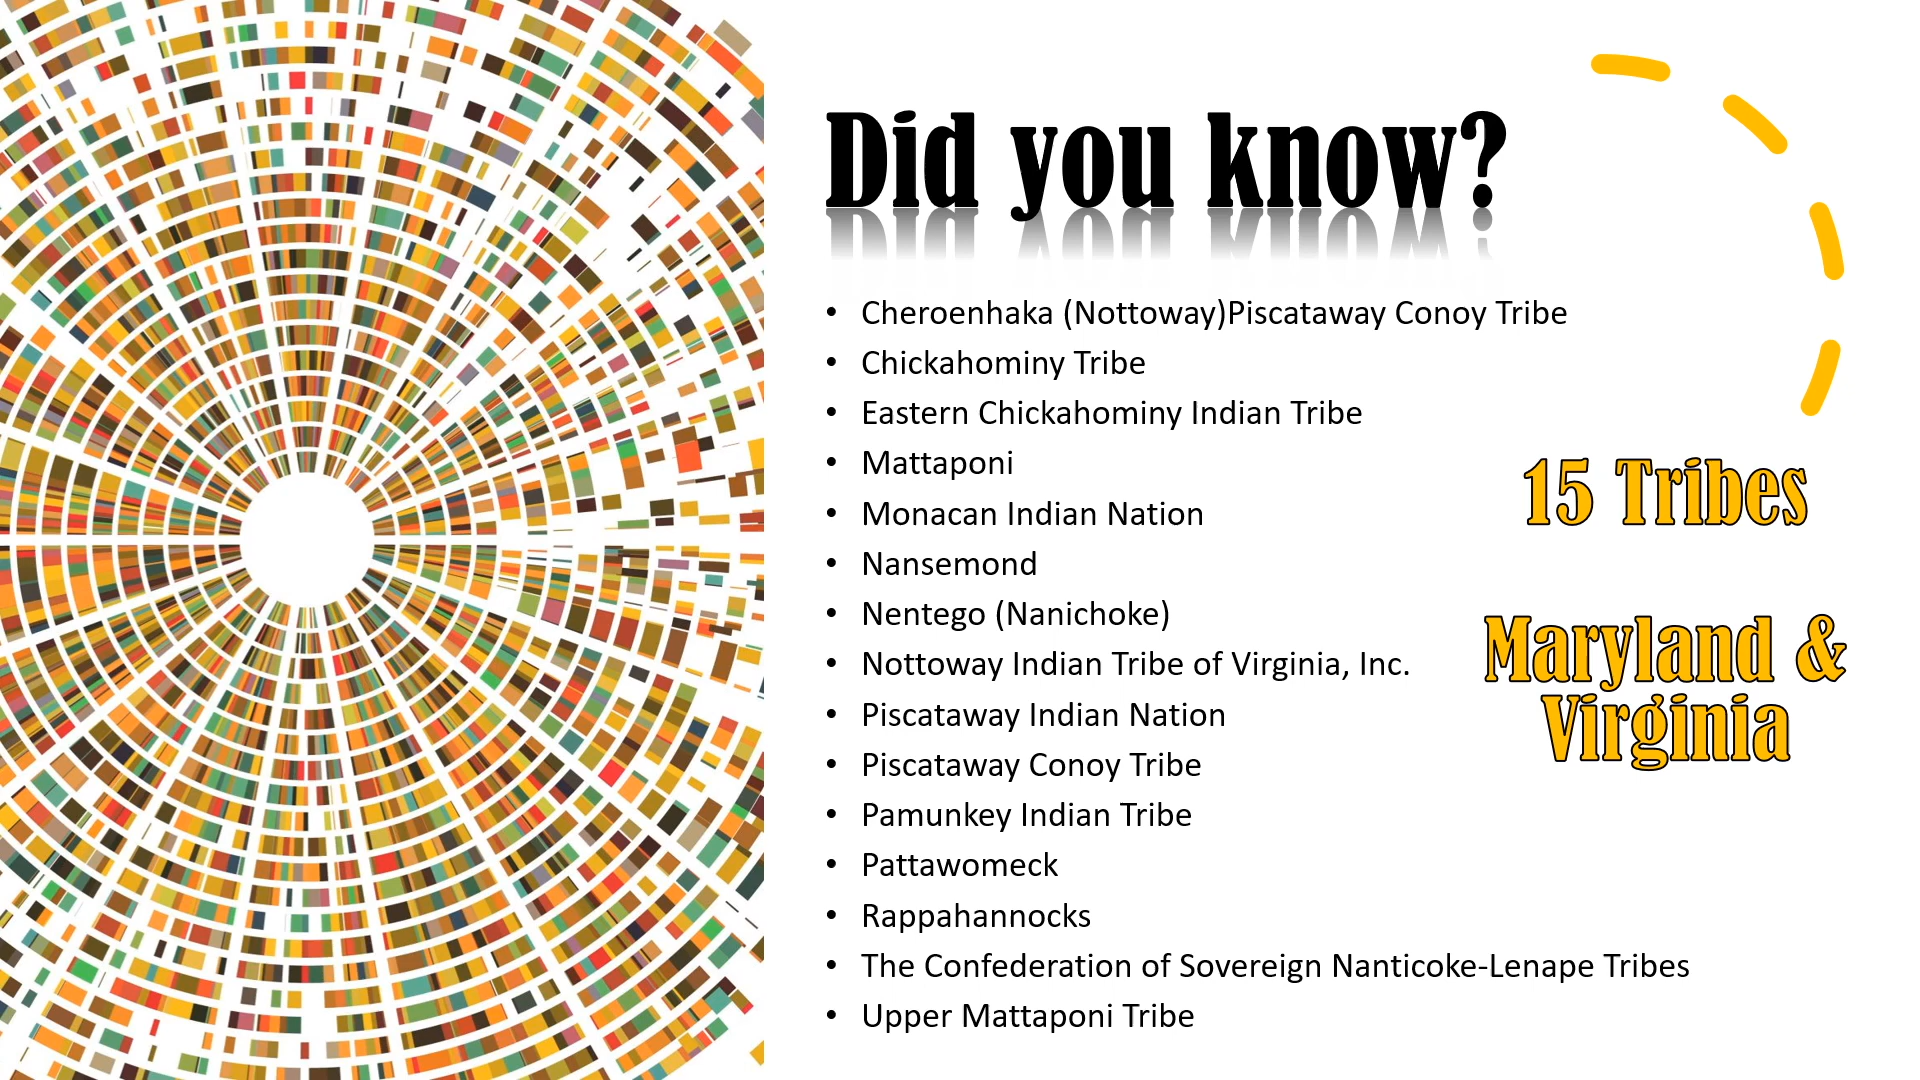 Did you know?
• Cheroenhaka (Nottoway)Piscataway Conoy Tribe
• Chickahominy Tribe
• Eastern Chickahominy Indian Tribe
• Mattaponi
• Monacan Indian Nation
• Nansemond
• Nentego (Nanichoke)
• Nottoway Indian Tribe of Virginia, Inc.
• Piscataway Indian Nation
• Piscataway Conoy Tribe
• Pamunkey Indian Tribe
• Pattawomeck
• Rappahannocks
• The Confederation of Sovereign Nanticoke-Lenape Tribes
• Upper Mattaponi Tribe
15 Tribes
Maryland &
Virginia